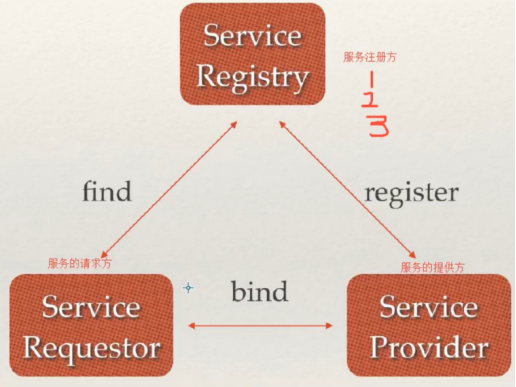 Service
Registry
服务注册方
1
2
3
find
register
服务的请求方
服务的提供方
Service
Requestor
bind
Service
Provider